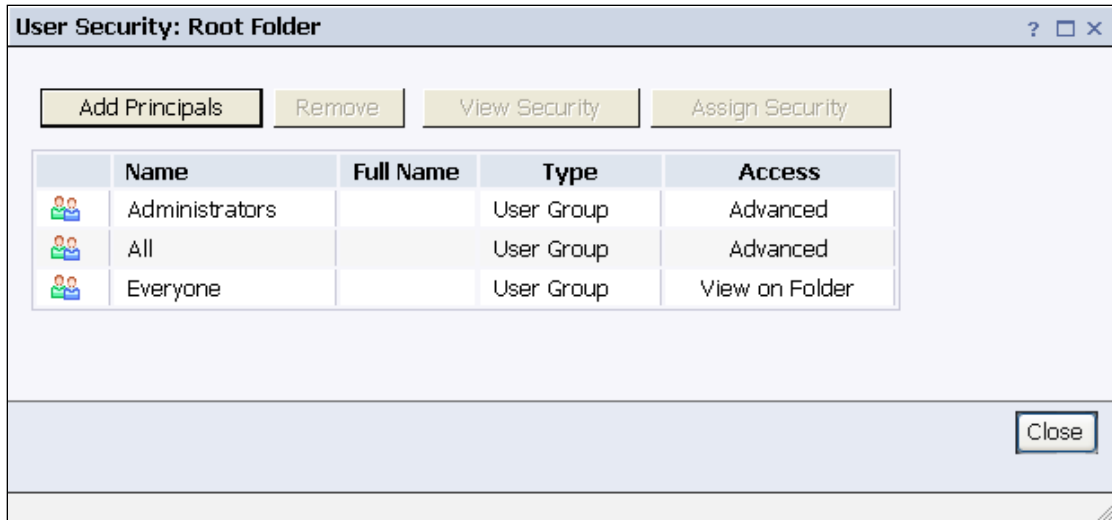 User Security: Root Folder ?
Add Principals Remove View Security Assign Security
Name Full Name Type Access
Administrators User Group Advanced
All User Group Advanced
Everyone User Group View on Folder
Close